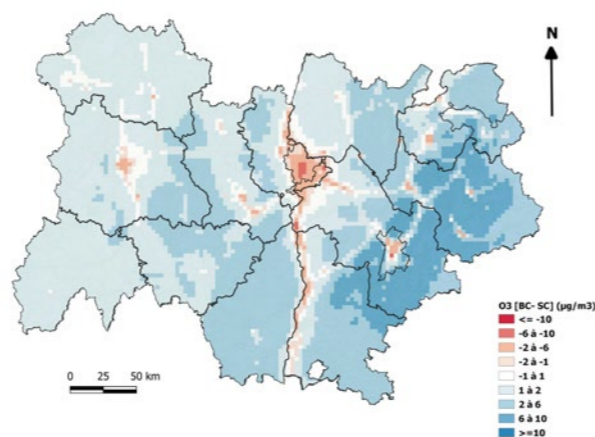 N
O3 [BC- SC] (µg/m3)
<= -10
-6 à -10
-2 à -6
-2 à -1
-1 à 1
1 à 2
2 à 6
6 à 10
>=10
0 25 50 km